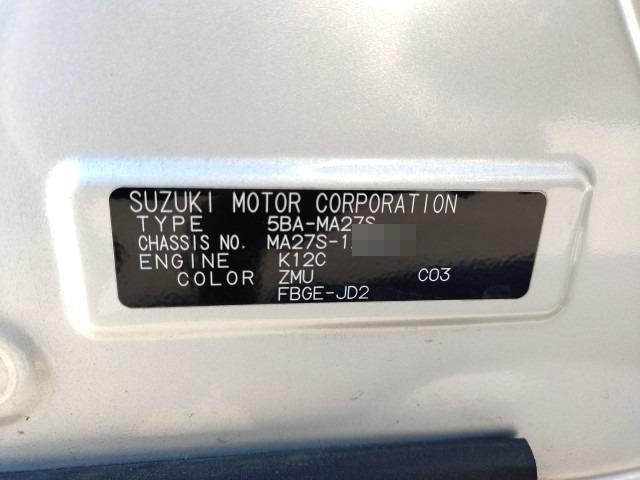 SUZUKI MOTOR CORPORATION
TYPE 5BA-MA27S
CHASSIS NO. MA27S-1
ENGINE K12C
COLOR ZMU C03
FBGE-JD2